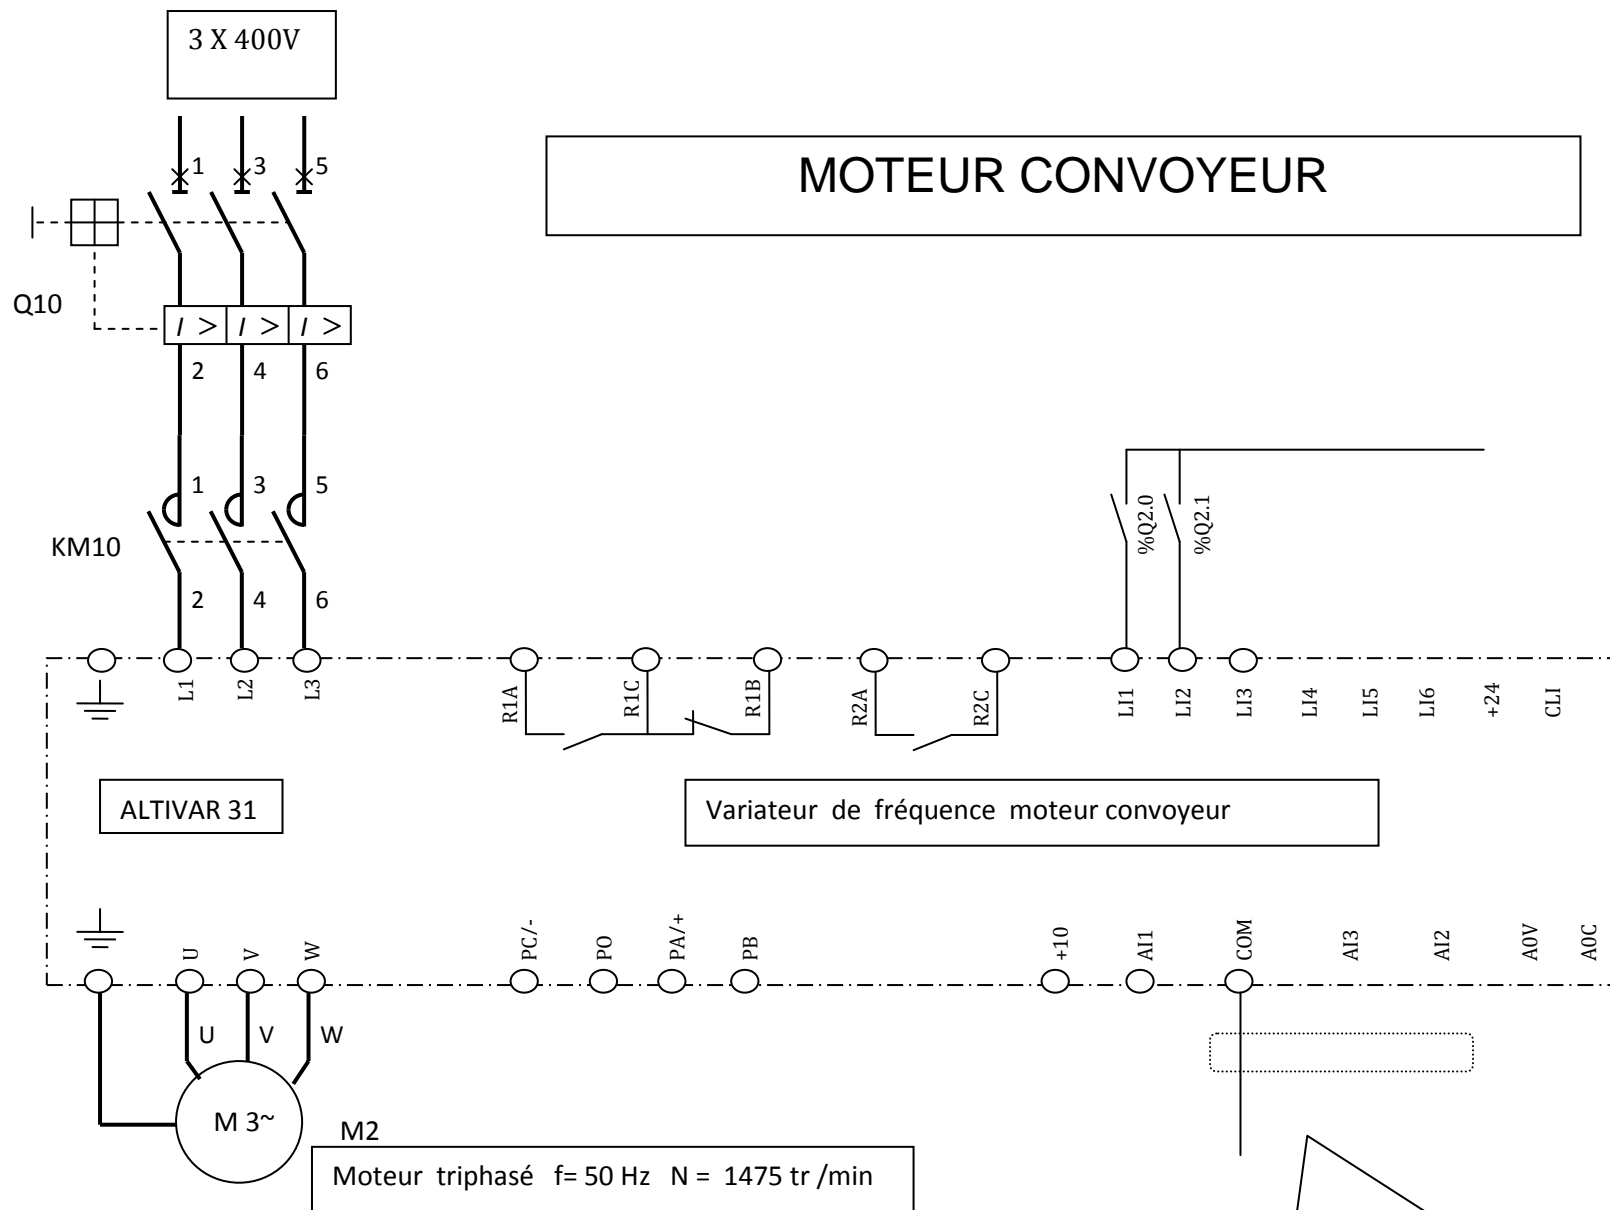 3 X 400V
MOTEUR CONVOYEUR
1 3 5
Q10
I > I > I >
2 4 6
1 3 5
%Q2.0 %Q2.1
KM10
2 4 6
L1 L2 L3 R1A R1C R1B R2A R2C LI1 LI2 LI3 LI4 LI5 LI6 +24 CLI
ALTIVAR 31
Variateur de fréquence moteur convoyeur
U V W PC/- PO PA/+ PB +10 AI1 COM AI3 AI2 A0V A0C
U V W
M 3~
M2
Moteur triphasé f= 50 Hz N = 1475 tr /min